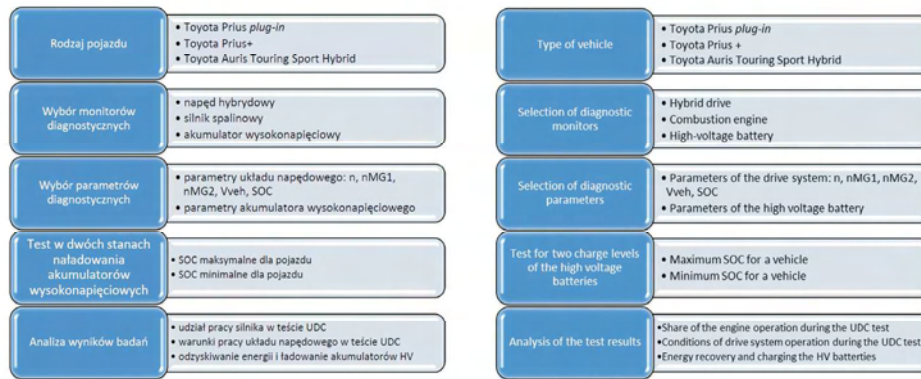 Rodzaj pojazdu
• Toyota Prius plug-in
• Toyota Prius+
• Toyota Auris Touring Sport Hybrid
Wybór monitorów
diagnostycznych
• napęd hybrydowy
• silnik spalinowy
• akumulator wysokonapięciowy
Wybór parametrów
diagnostycznych
• parametry układu napędowego: n, nMG1,
nMG2, Vveh, SOC
• parametry akumulatora wysokonapięciowego
Test w dwóch stanach
naładowania
akumulatorów
wysokonapięciowych
• SOC maksymalne dla pojazdu
• SOC minimalne dla pojazdu
Analiza wyników badań
• udział pracy silnika w teście UDC
• warunki pracy układu napędowego w teście UDC
• odzyskiwanie energii i ładowanie akumulatorów HV
Type of vehicle
• Toyota Prius plug-in
• Toyota Prius +
• Toyota Auris Touring Sport Hybrid
Selection of diagnostic
monitors
• Hybrid drive
• Combustion engine
• High-voltage battery
Selection of diagnostic
parameters
• Parameters of the drive system: n, nMG1, nMG2,
Vveh, SOC
• Parameters of the high voltage battery
Test for two charge levels
of the high voltage
batteries
• Maximum SOC for a vehicle
• Minimum SOC for a vehicle
Analysis of the test results
•Share of the engine operation during the UDC test
•Conditions of drive system operation during the UDC test
•Energy recovery and charging the HV batterties